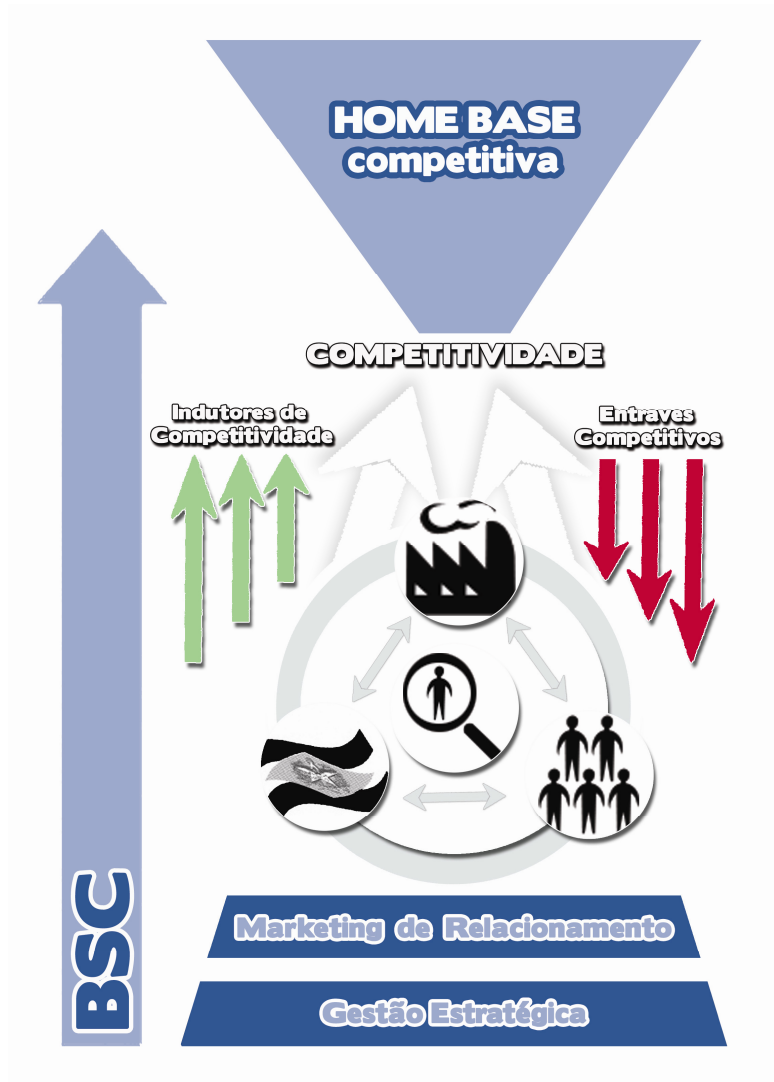 HOME BASE
competitiva
COMPETITIVIDADE
Indutores de
Competitividade
Entraves
Competitivos
BSC
Marketing de Relacionamento
Gestão Estratégica